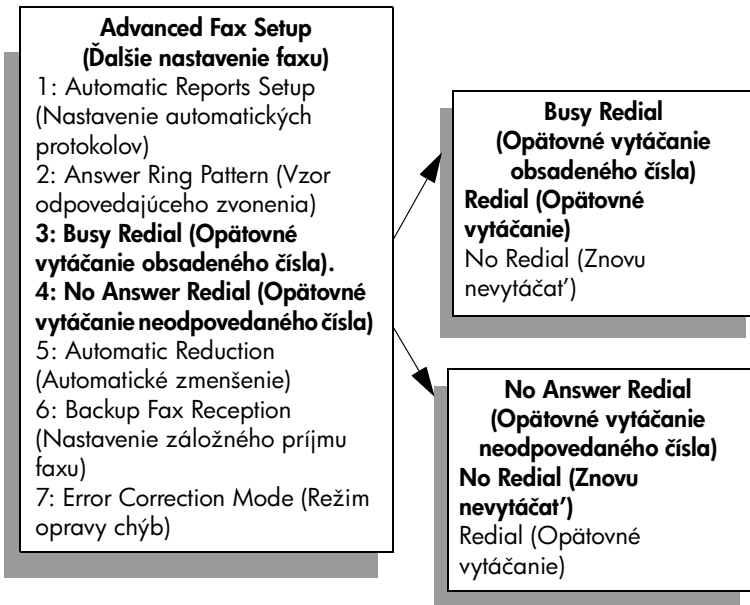 Advanced Fax Setup
(Ďalšie nastavenie faxu)
1: Automatic Reports Setup
(Nastavenie automatických
protokolov)
2: Answer Ring Pattern (Vzor
odpovedajúceho zvonenia)
3: Busy Redial (Opätovné
vytáčanie obsadeného čísla).
4: No Answer Redial (Opätovné
vytáčanie neodpovedaného čísla)
5: Automatic Reduction
(Automatické zmenšenie)
6: Backup Fax Reception
(Nastavenie záložného príjmu
faxu)
7: Error Correction Mode (Režim
opravy chýb)
Busy Redial
(Opätovné vytáčanie
obsadeného čísla)
Redial (Opätovné
vytáčanie)
No Redial (Znovu
nevytáčať)
No Answer Redial
(Opätovné vytáčanie
neodpovedaného čísla)
No Redial (Znovu
nevytáčať)
Redial (Opätovné
vytáčanie)